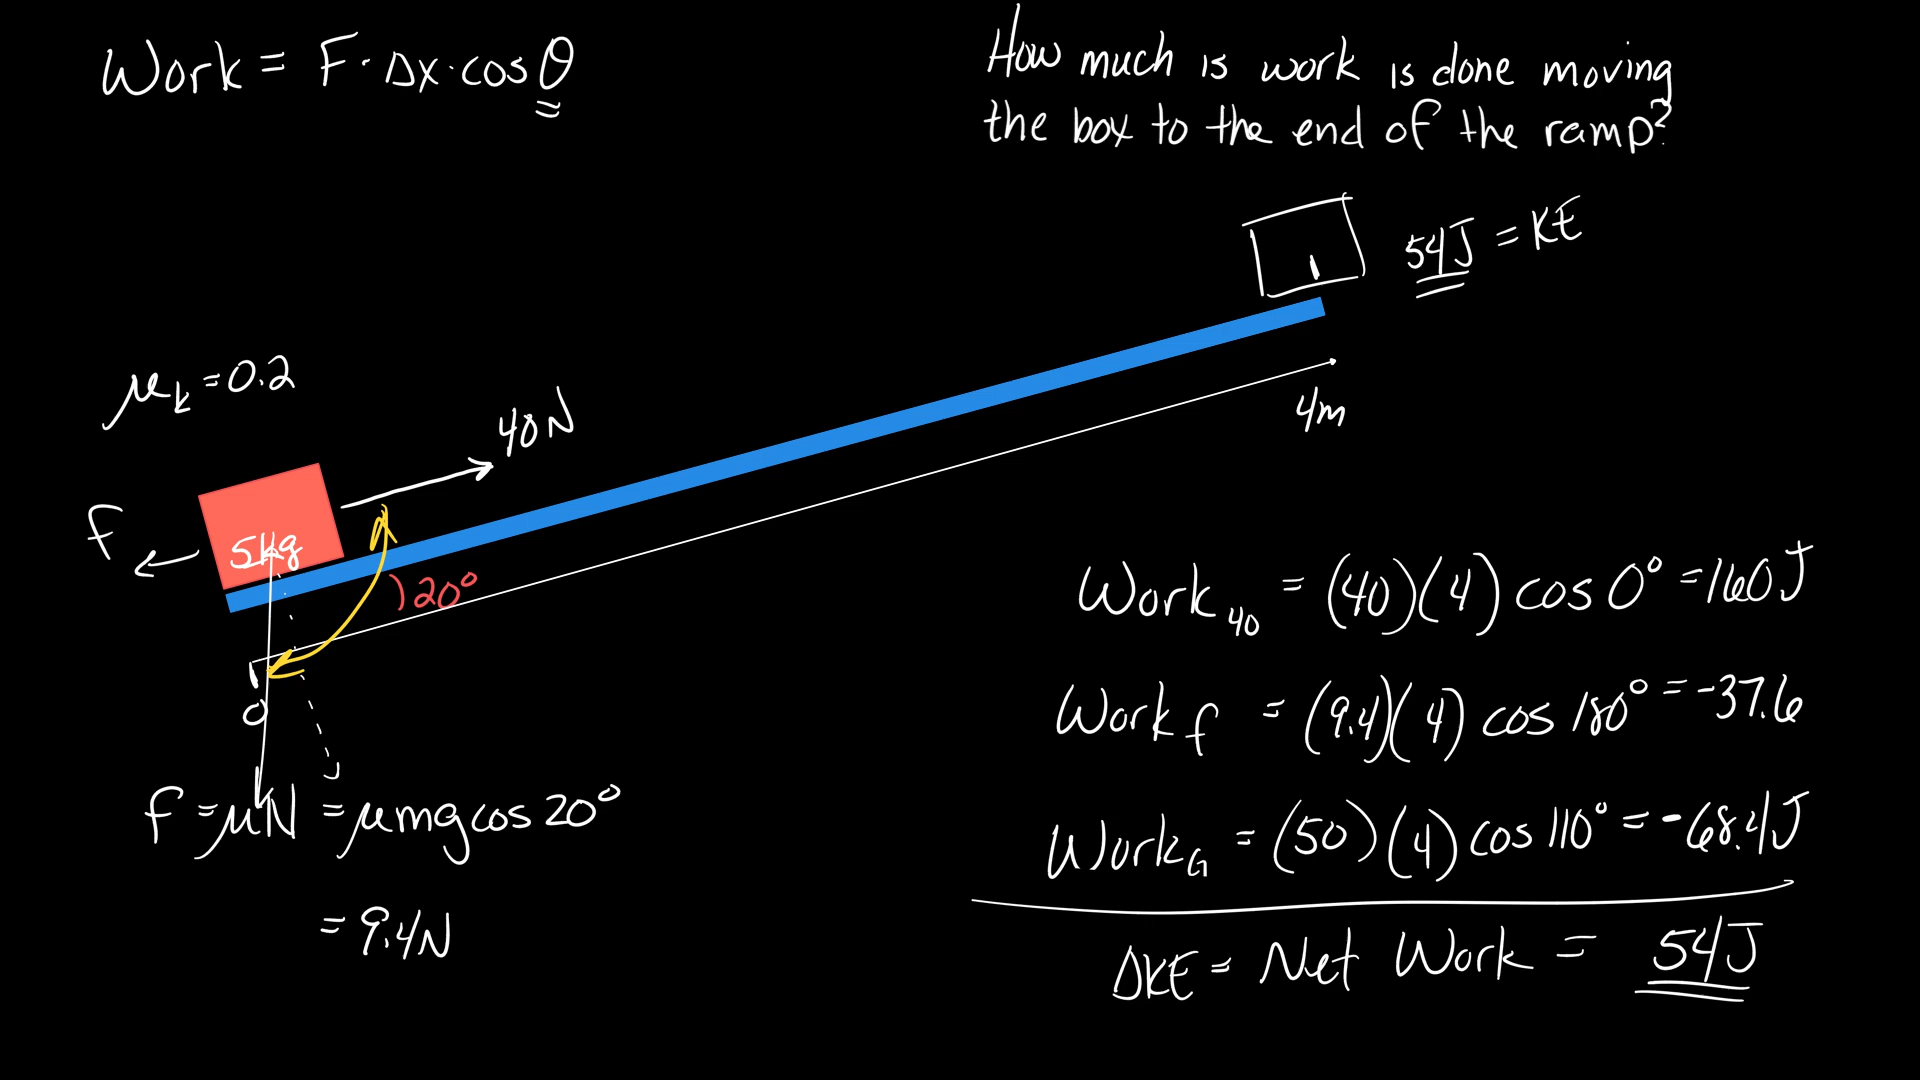 Work = F · Δx · cos θ
How much is work is done moving
the box to the end of the ramp?
54J = KE
μk = 0.2
40N
4m
f
5kg
20°
0
f = μN = μmg cos 20°
= 9.4N
Work40 = (40)(4) cos 0° = 160J
Workf = (9.4)(4) cos 180° = -37.6
WorkG = (50)(4) cos 110° = -68.4J
ΔKE = Net Work = 54J